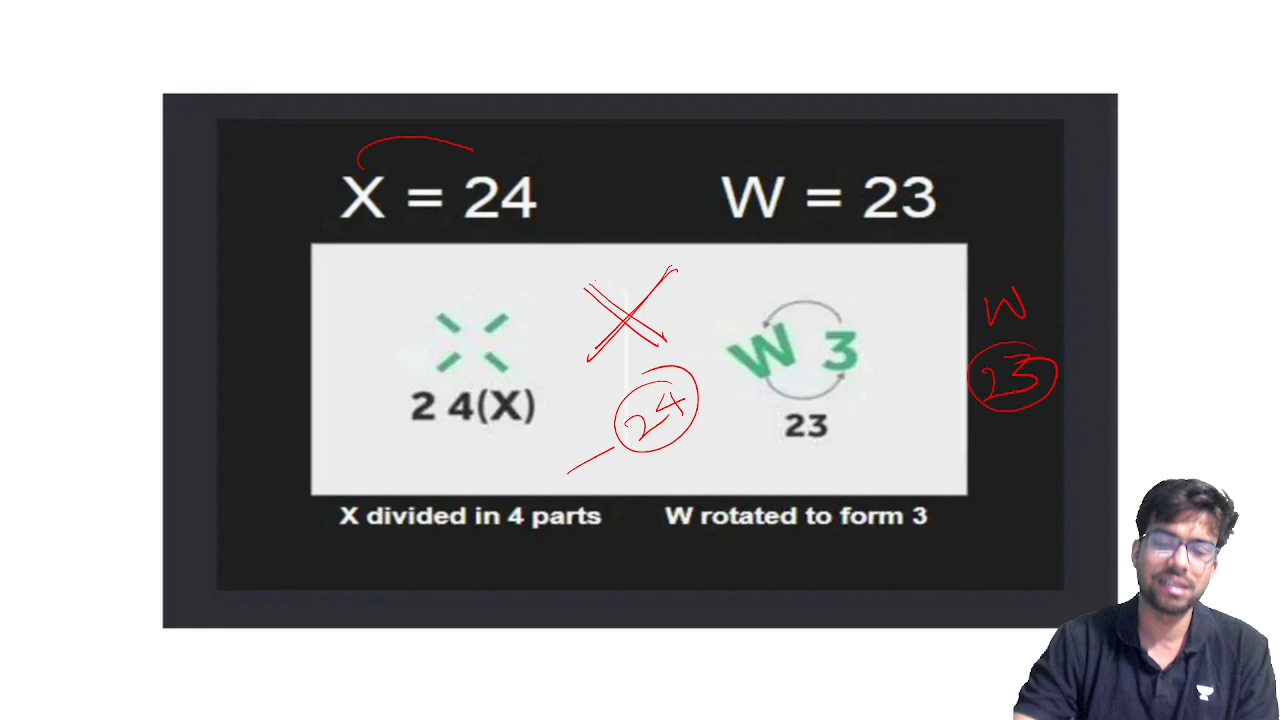 X = 24
W = 23
2 4(X)
W 3
23
X divided in 4 parts
W rotated to form 3
X
24
W
23